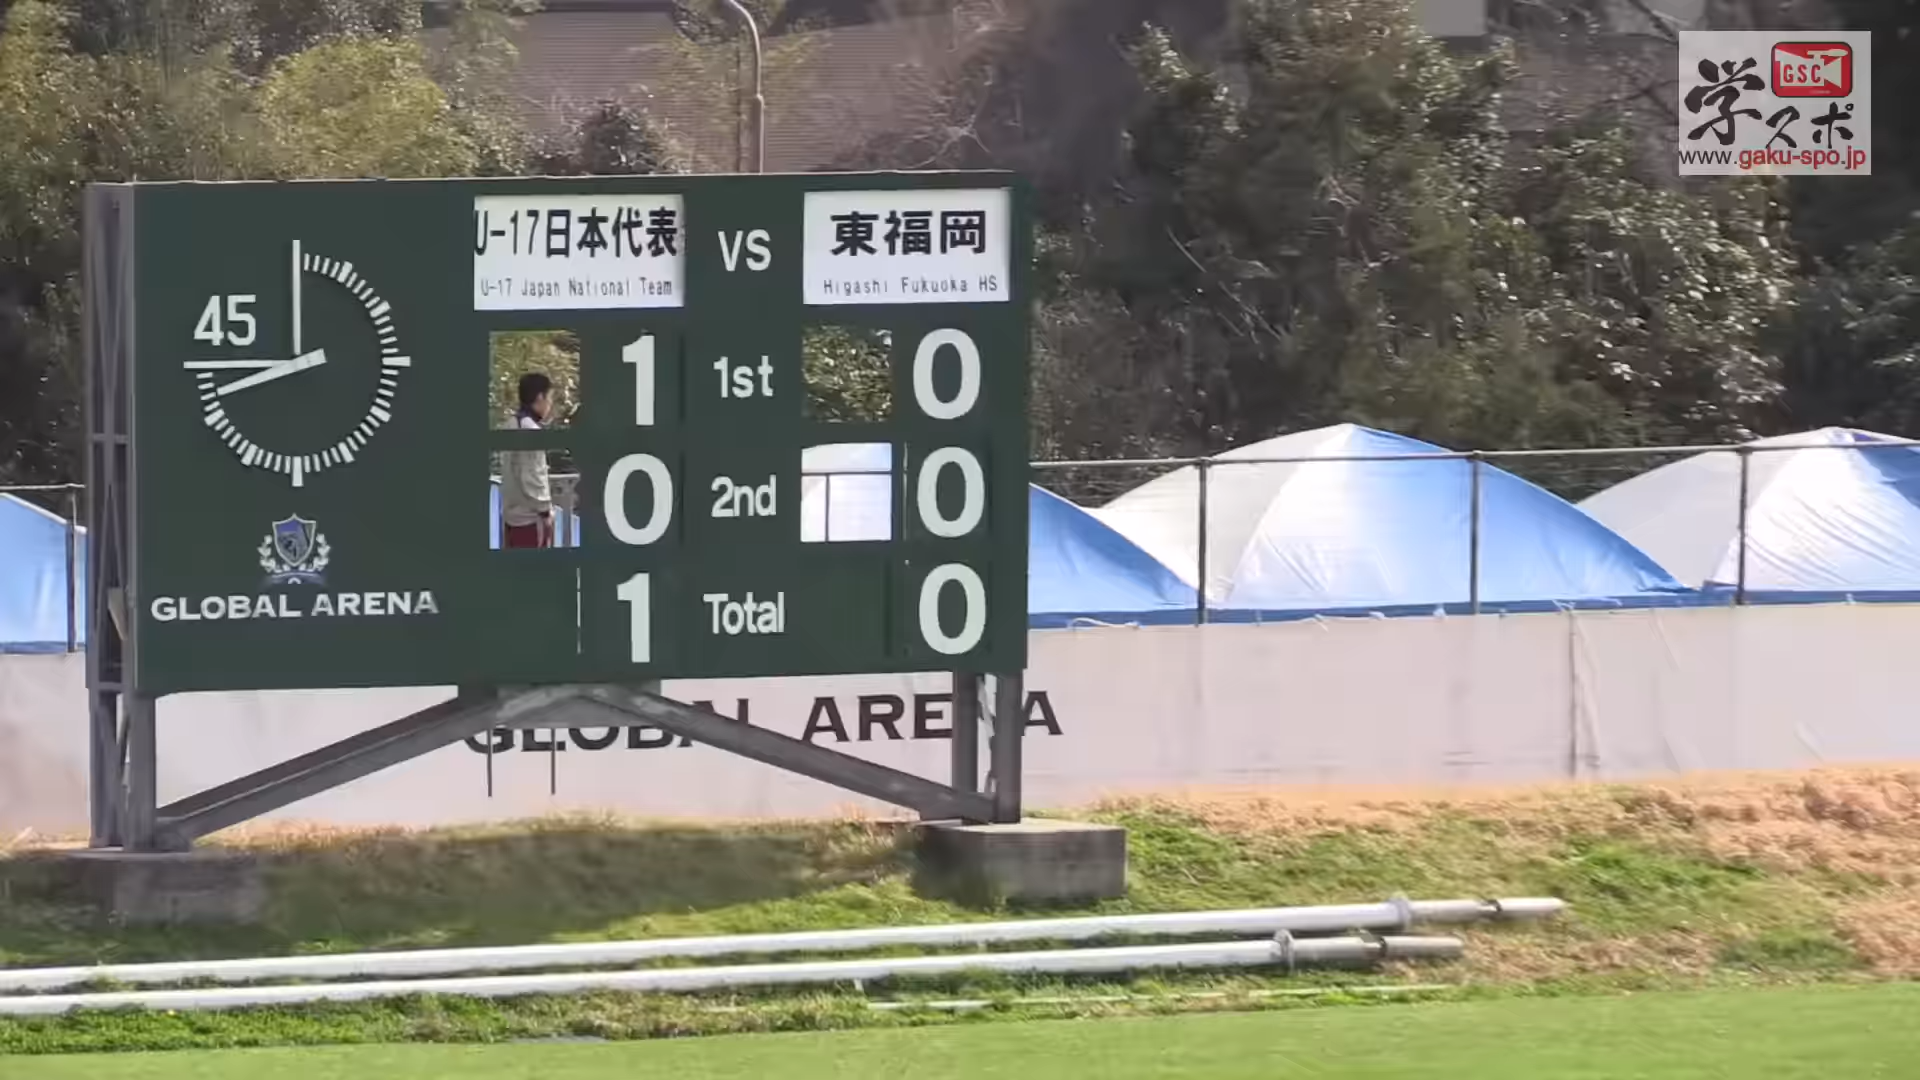 学スポ
GSC
www.gaku-spo.jp
U-17日本代表 VS 東福岡
U-17 Japan National Team Higashi Fukuoka HS
45
1 1st 0
0 2nd 0
1 Total 0
GLOBAL ARENA
GLOBAL ARENA